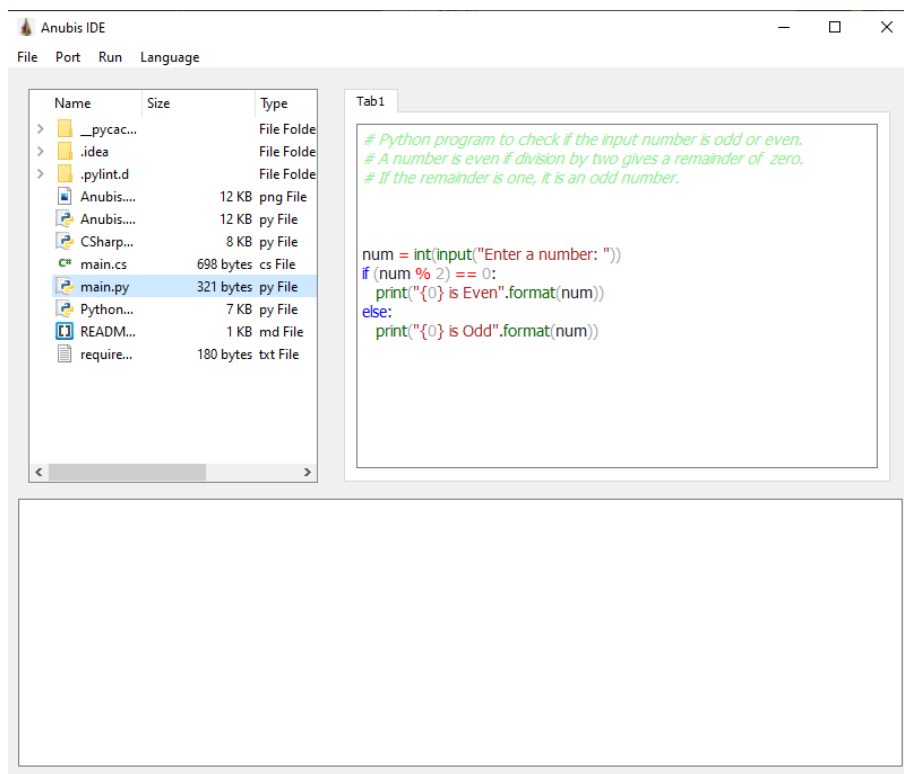 Anubis IDE
File Port Run Language
Name Size Type
__pycac... File Folde
.idea File Folde
.pylint.d File Folde
Anubis.... 12 KB png File
Anubis.... 12 KB py File
CSharp... 8 KB py File
C# main.cs 698 bytes cs File
main.py 321 bytes py File
Python... 7 KB py File
READM... 1 KB md File
require... 180 bytes txt File
Tab1
# Python program to check if the input number is odd or even.
# A number is even if division by two gives a remainder of zero.
# If the remainder is one, it is an odd number.
num = int(input("Enter a number: "))
if (num % 2) == 0:
print("{0} is Even".format(num))
else:
print("{0} is Odd".format(num))